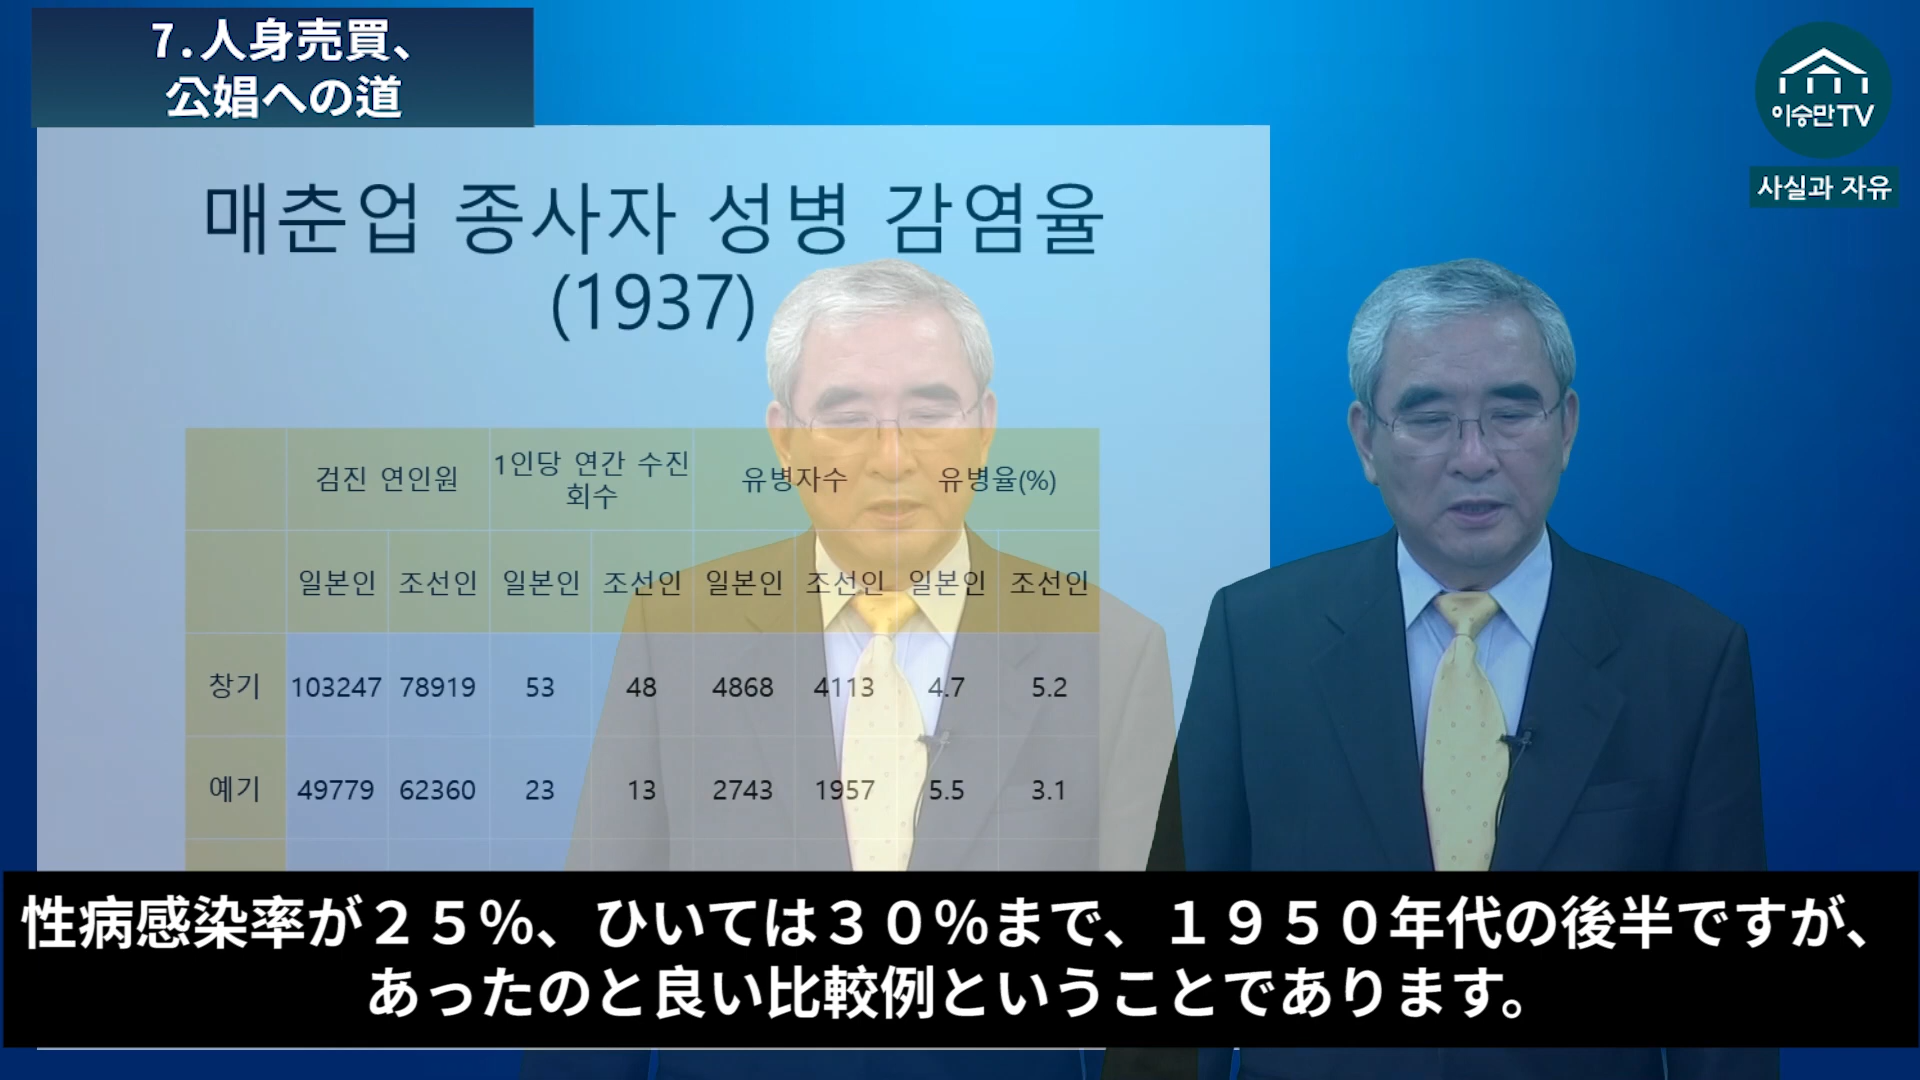 7.人身売買、
公娼への道
이승만TV
사실과 자유
매춘업 종사자 성병 감염율
(1937)
검진 연인원
1인당 연간 수진
회수
유병자수
유병율(%)
일본인 조선인 일본인 조선인 일본인 조선인 일본인 조선인
창기 103247 78919 53 48 4868 4113 4.7 5.2
예기 49779 62360 23 13 2743 1957 5.5 3.1
性病感染率が２５％、ひいては３０％まで、１９５０年代の後半ですが、
あったのと良い比較例ということであります。